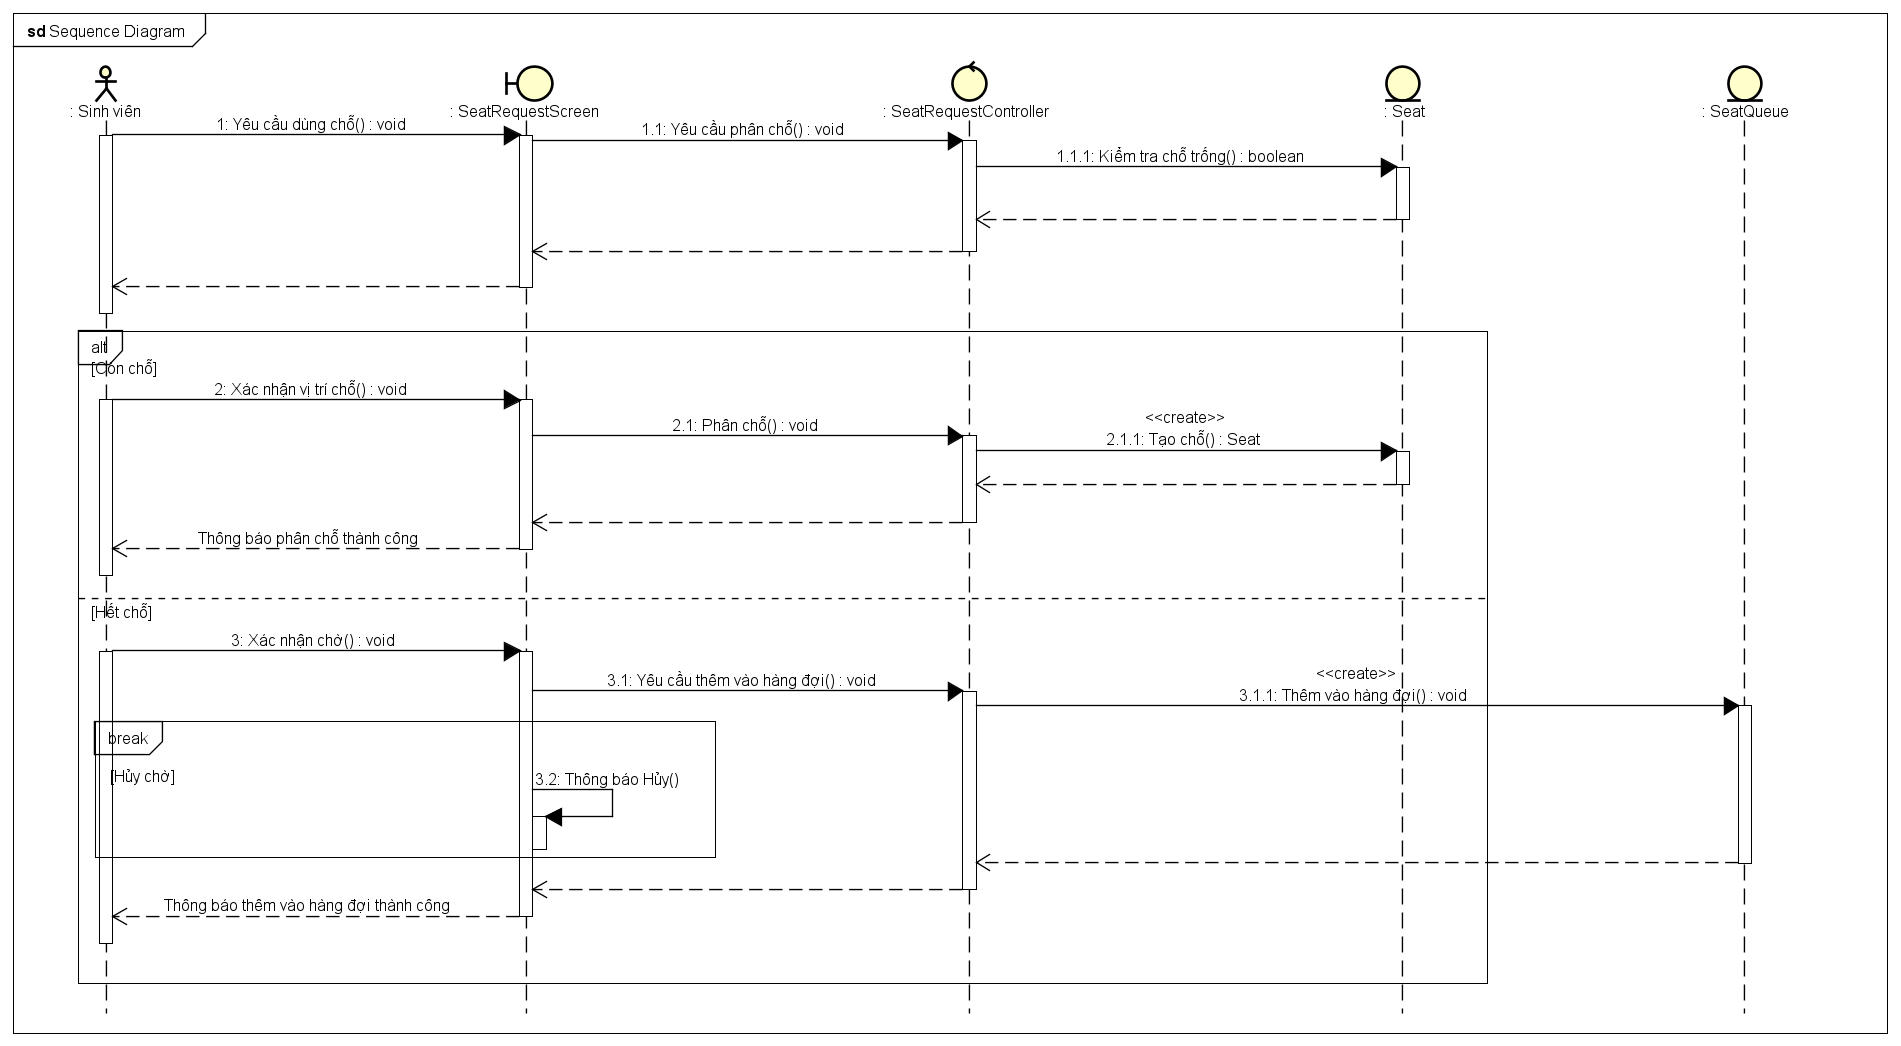 sd Sequence Diagram
: Sinh viên
: SeatRequestScreen
: SeatRequestController
: Seat
: SeatQueue
1: Yêu cầu dùng chỗ() : void
1.1: Yêu cầu phân chỗ() : void
1.1.1: Kiểm tra chỗ trống() : boolean
alt
[Còn chỗ]
2: Xác nhận vị trí chỗ() : void
2.1: Phân chỗ() : void
<<create>>
2.1.1: Tạo chỗ() : Seat
Thông báo phân chỗ thành công
[Hết chỗ]
3: Xác nhận chờ() : void
3.1: Yêu cầu thêm vào hàng đợi() : void
<<create>>
3.1.1: Thêm vào hàng đợi() : void
break
[Hủy chờ]
3.2: Thông báo Hủy()
Thông báo thêm vào hàng đợi thành công